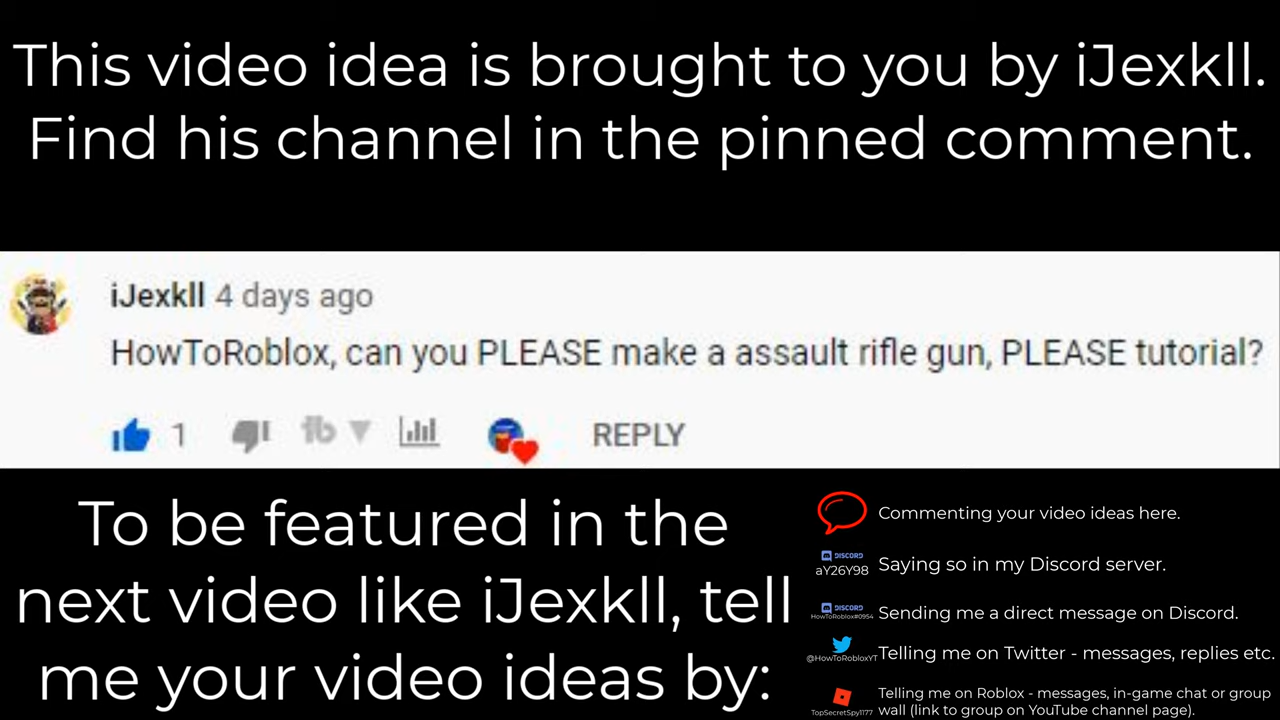 This video idea is brought to you by iJexkll.
Find his channel in the pinned comment.
iJexkll 4 days ago
HowToRoblox, can you PLEASE make a assault rifle gun, PLEASE tutorial?
1
REPLY
To be featured in the
next video like iJexkll, tell
me your video ideas by:
Commenting your video ideas here.
DISCORD
aY26Y98
Saying so in my Discord server.
DISCORD
HowToRoblox#0954
Sending me a direct message on Discord.
@HowToRobloxYT
Telling me on Twitter - messages, replies etc.
TopSecretSpy1177
Telling me on Roblox - messages, in-game chat or group
wall (link to group on YouTube channel page).